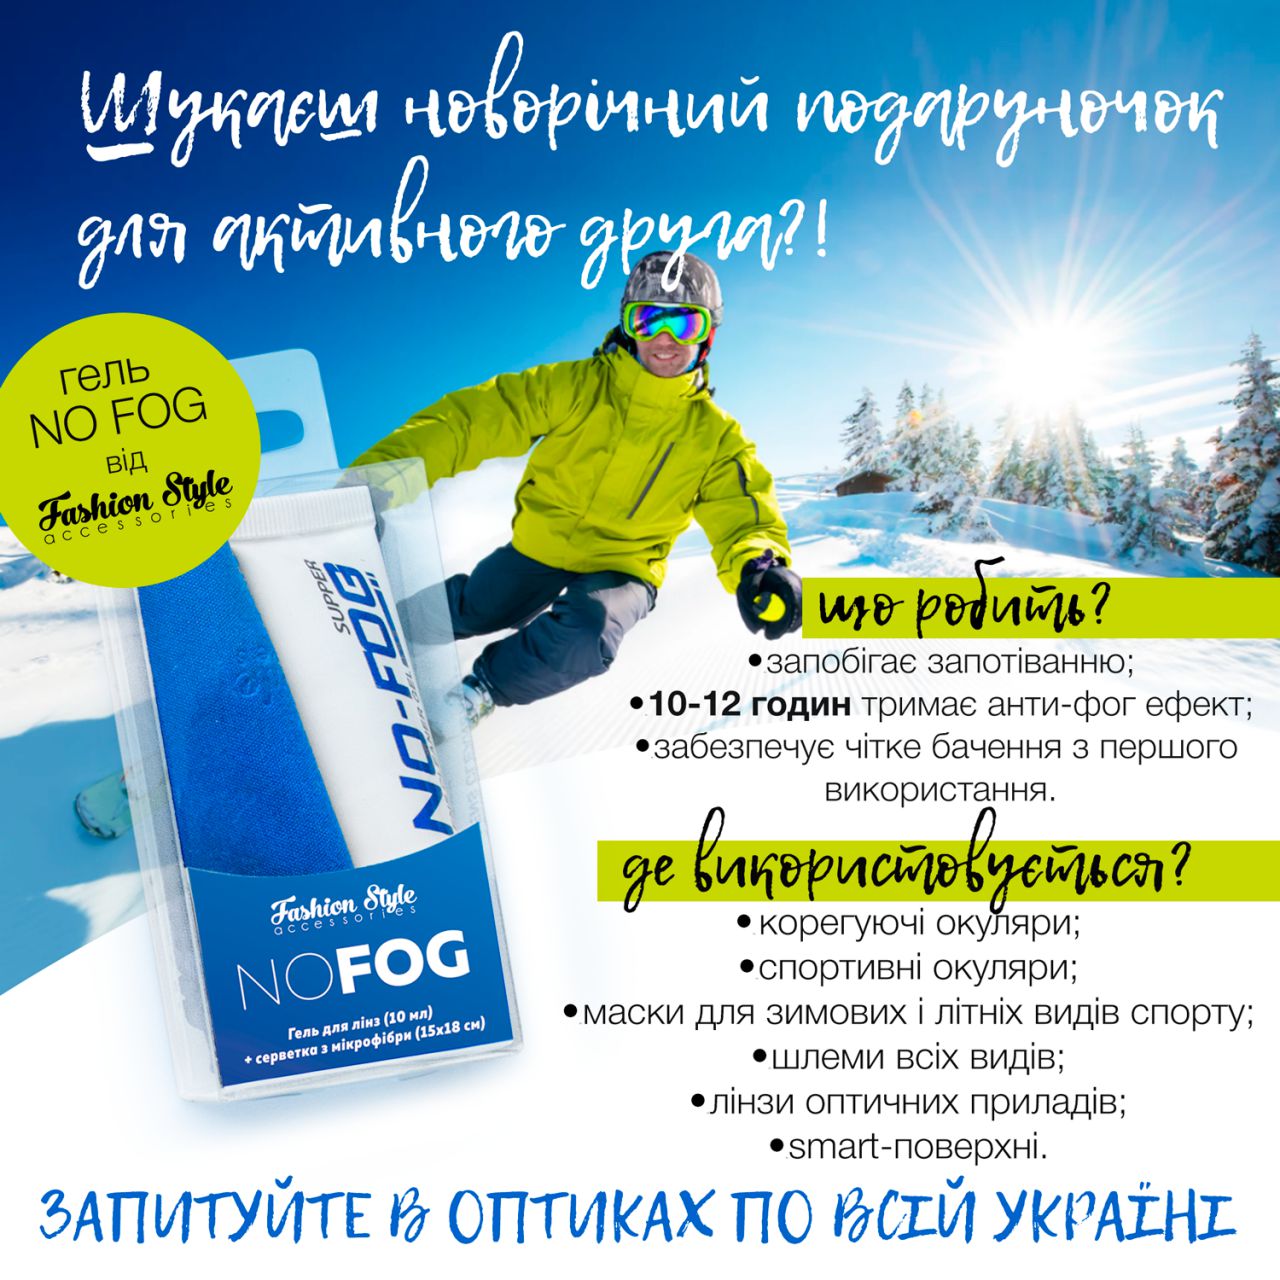 Шукаєш новорічний подаруночок
для активного друга?!
гель
NO FOG
від
Fashion Style
accessories
SUPPER
NO-FOG
Fashion Style
accessories
NOFOG
Гель для лінз (10 мл)
+ серветка з мікрофібри (15x18 см)
що робить?
•запобігає запотіванню;
•10-12 годин тримає анти-фог ефект;
•забезпечує чітке бачення з першого
використання.
де використовується?
•корегуючі окуляри;
•спортивні окуляри;
•маски для зимових і літніх видів спорту;
•шлеми всіх видів;
•лінзи оптичних приладів;
•smart-поверхні.
ЗАПИТУЙТЕ В ОПТИКАХ ПО ВСІЙ УКРАЇНІ